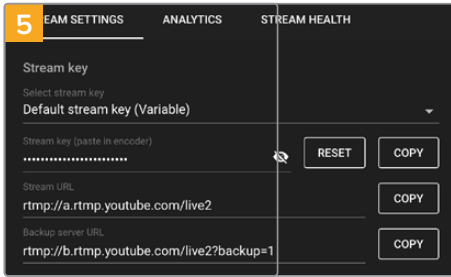 5
EAM SETTINGS ANALYTICS STREAM HEALTH
Stream key
Select stream key
Default stream key (Variable)
Stream key (paste in encoder)
•••••••••••••••••••••••• RESET COPY
Stream URL
rtmp://a.rtmp.youtube.com/live2 COPY
Backup server URL
rtmp://b.rtmp.youtube.com/live2?backup=1 COPY